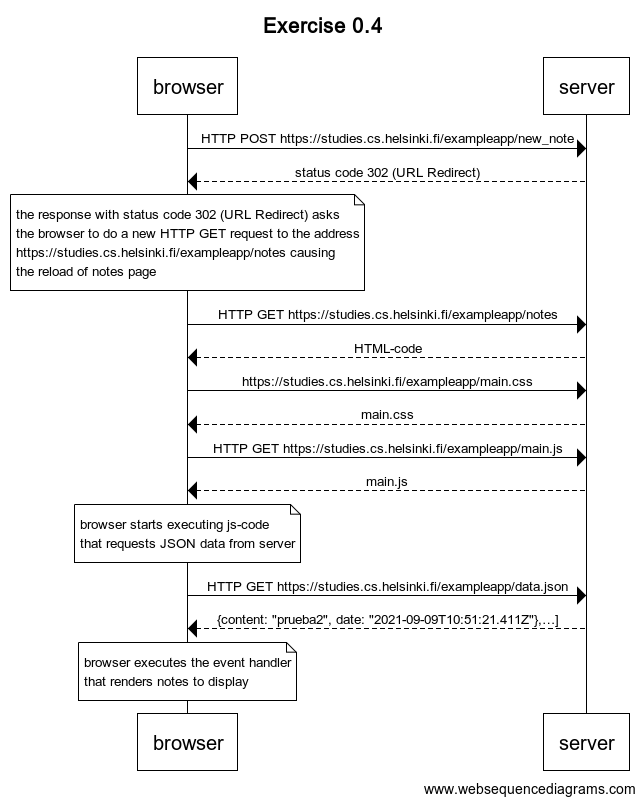 Exercise 0.4
browser
server
HTTP POST https://studies.cs.helsinki.fi/exampleapp/new_note
status code 302 (URL Redirect)
the response with status code 302 (URL Redirect) asks
the browser to do a new HTTP GET request to the address
https://studies.cs.helsinki.fi/exampleapp/notes causing
the reload of notes page
HTTP GET https://studies.cs.helsinki.fi/exampleapp/notes
HTML-code
https://studies.cs.helsinki.fi/exampleapp/main.css
main.css
HTTP GET https://studies.cs.helsinki.fi/exampleapp/main.js
main.js
browser starts executing js-code
that requests JSON data from server
HTTP GET https://studies.cs.helsinki.fi/exampleapp/data.json
{content: "prueba2", date: "2021-09-09T10:51:21.411Z"},…]
browser executes the event handler
that renders notes to display
browser
server
www.websequencediagrams.com